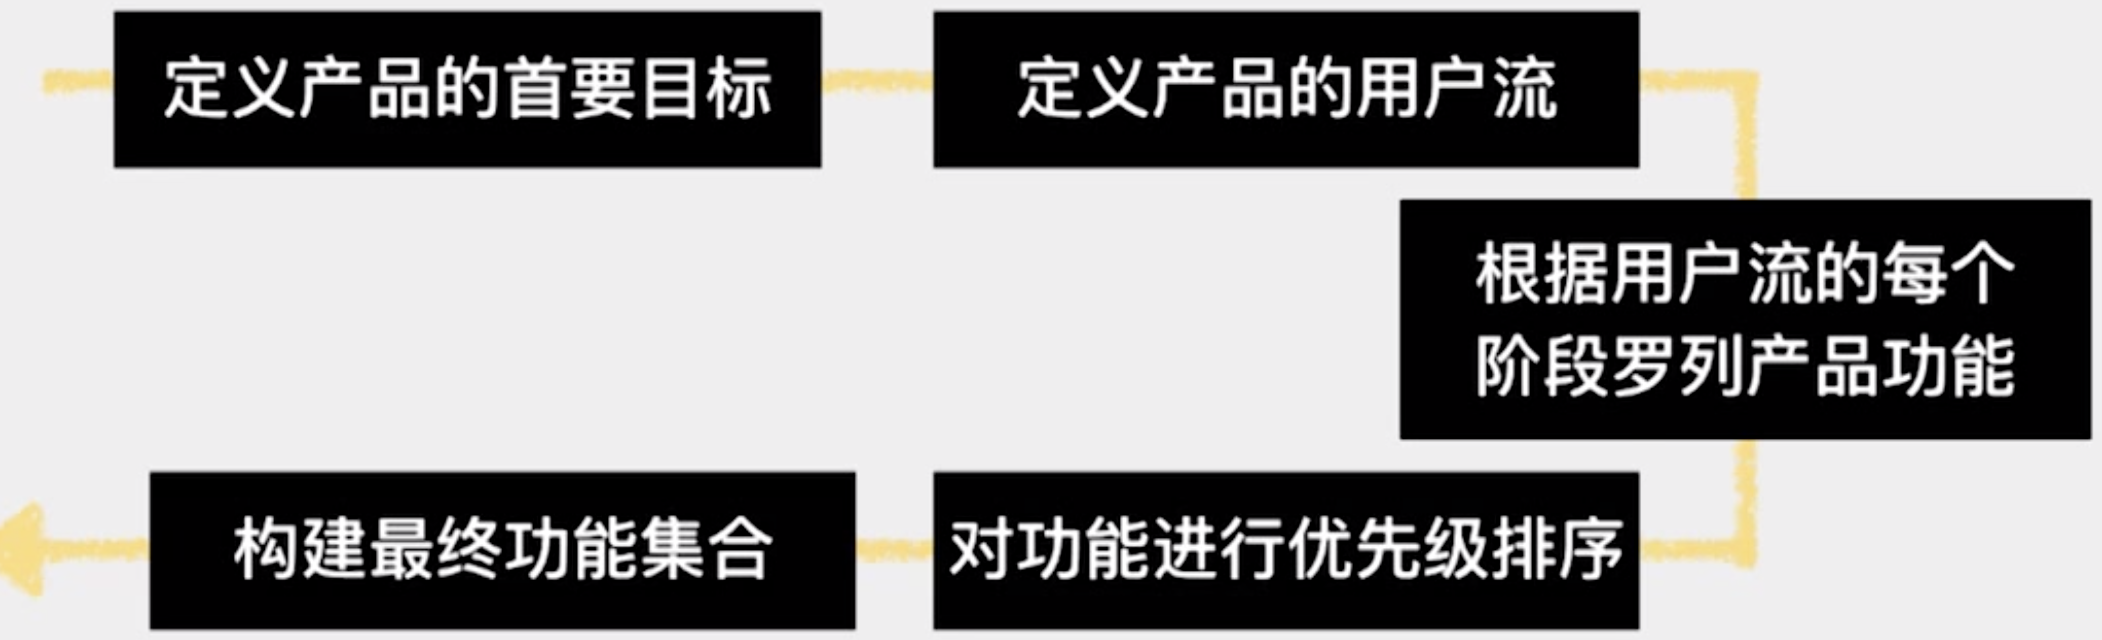 定义产品的首要目标
定义产品的用户流
根据用户流的每个
阶段罗列产品功能
对功能进行优先级排序
构建最终功能集合